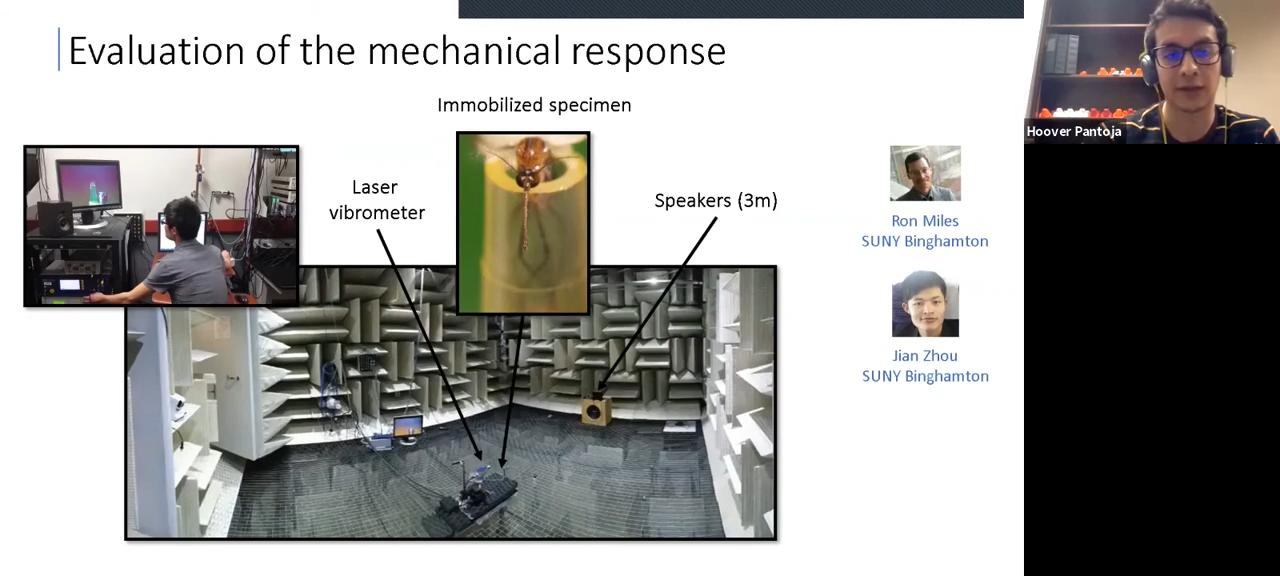 Evaluation of the mechanical response
Immobilized specimen
Laser
vibrometer
Speakers (3m)
Ron Miles
SUNY Binghamton
Jian Zhou
SUNY Binghamton
Hoover Pantoja